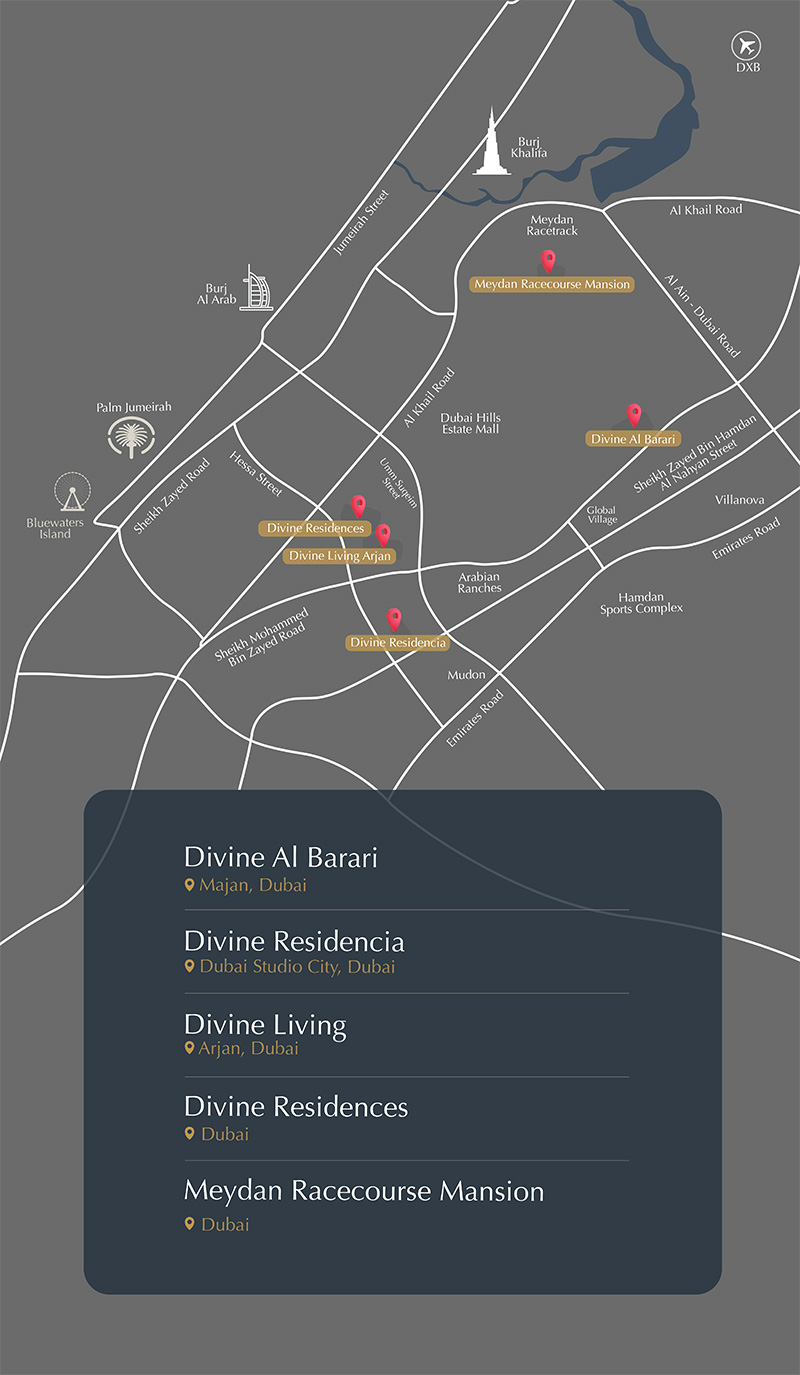 DXB
Burj
Khalifa
Jumeirah Street
Al Khail Road
Meydan
Racetrack
Meydan Racecourse Mansion
Burj
Al Arab
Al Ain - Dubai Road
Al Khail Road
Palm Jumeirah
Dubai Hills
Estate Mall
Divine Al Barari
Sheikh Zayed Bin Hamdan
Al Nahyan Street
Hessa Street
Umm Suqeim
Street
Sheikh Zayed Road
Bluewaters
Island
Villanova
Global
Village
Divine Residences
Emirates Road
Divine Living Arjan
Arabian
Ranches
Hamdan
Sports Complex
Sheikh Mohammed
Bin Zayed Road
Divine Residencia
Mudon
Emirates Road
Divine Al Barari
Majan, Dubai
Divine Residencia
Dubai Studio City, Dubai
Divine Living
Arjan, Dubai
Divine Residences
Dubai
Meydan Racecourse Mansion
Dubai